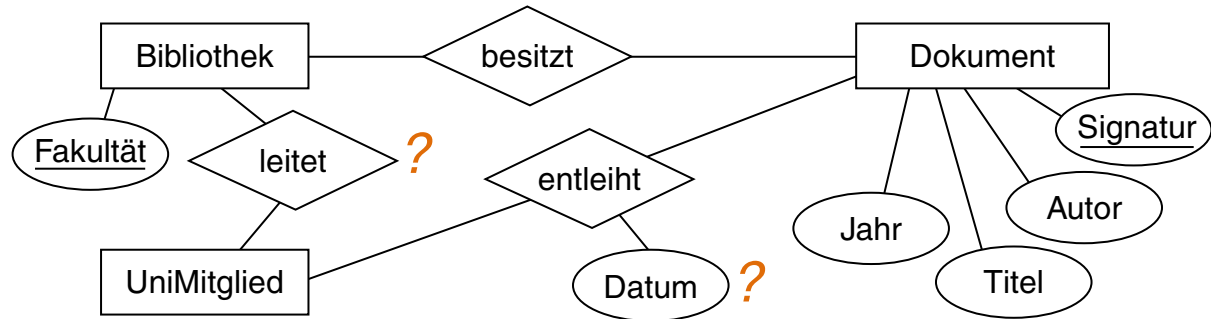 Bibliothek
besitzt
Dokument
Fakultät
leitet
?
entleiht
Signatur
Jahr
Autor
UniMitglied
Datum
?
Titel